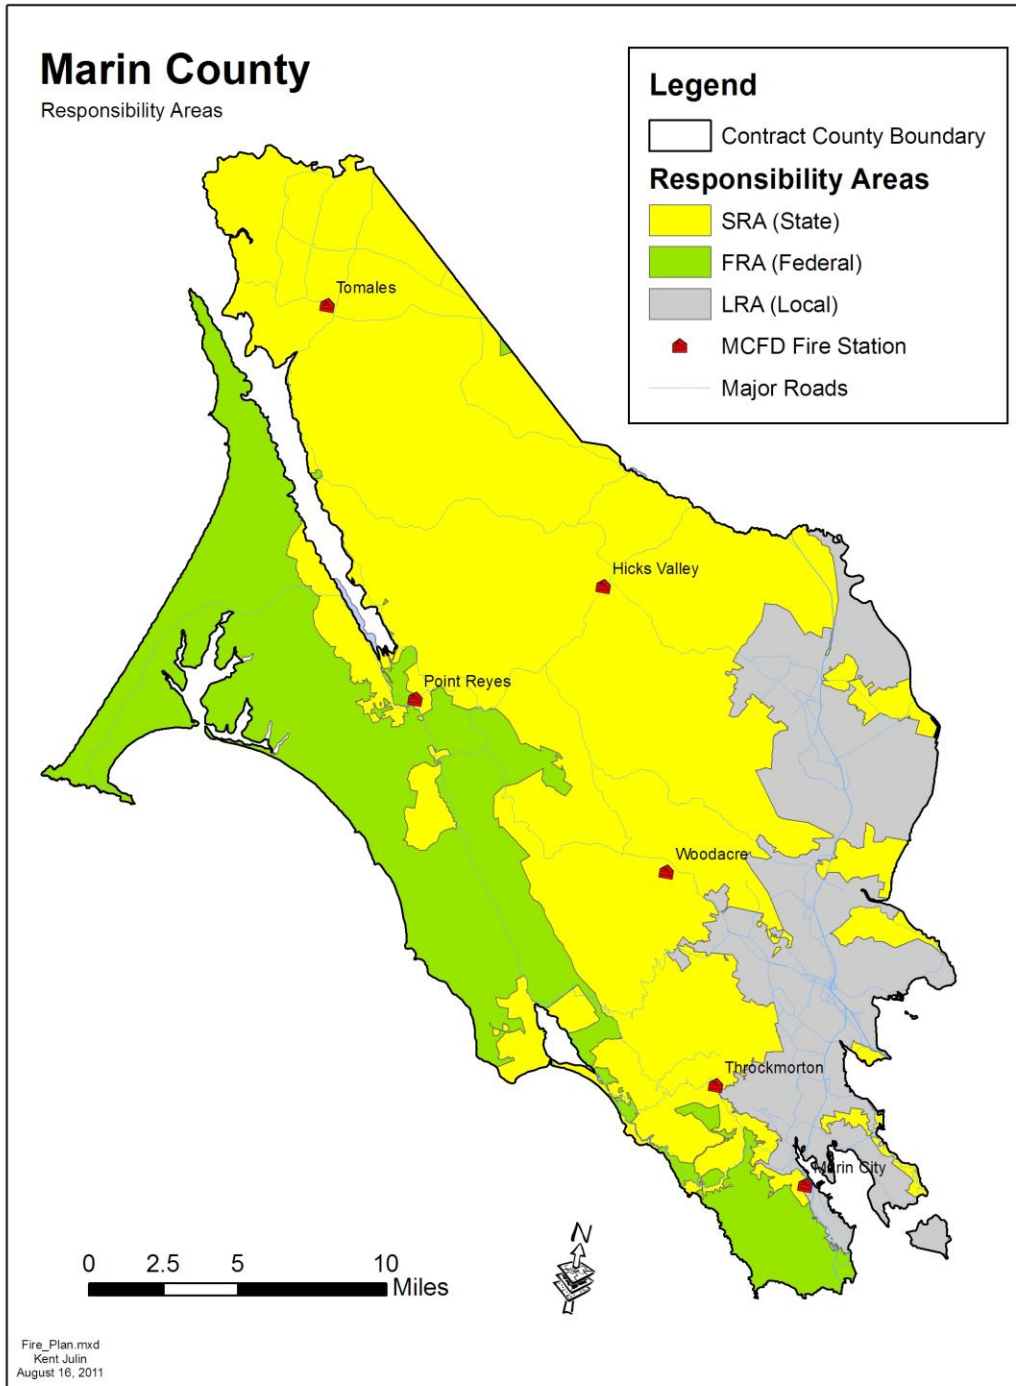 Marin County
Responsibility Areas
Legend
Contract County Boundary
Responsibility Areas
SRA (State)
FRA (Federal)
LRA (Local)
MCFD Fire Station
Major Roads
Tomales
Hicks Valley
Point Reyes
Woodacre
Throckmorton
Marin City
N
0 2.5 5 10
Miles
Fire_Plan.mxd
Kent Julin
August 16, 2011